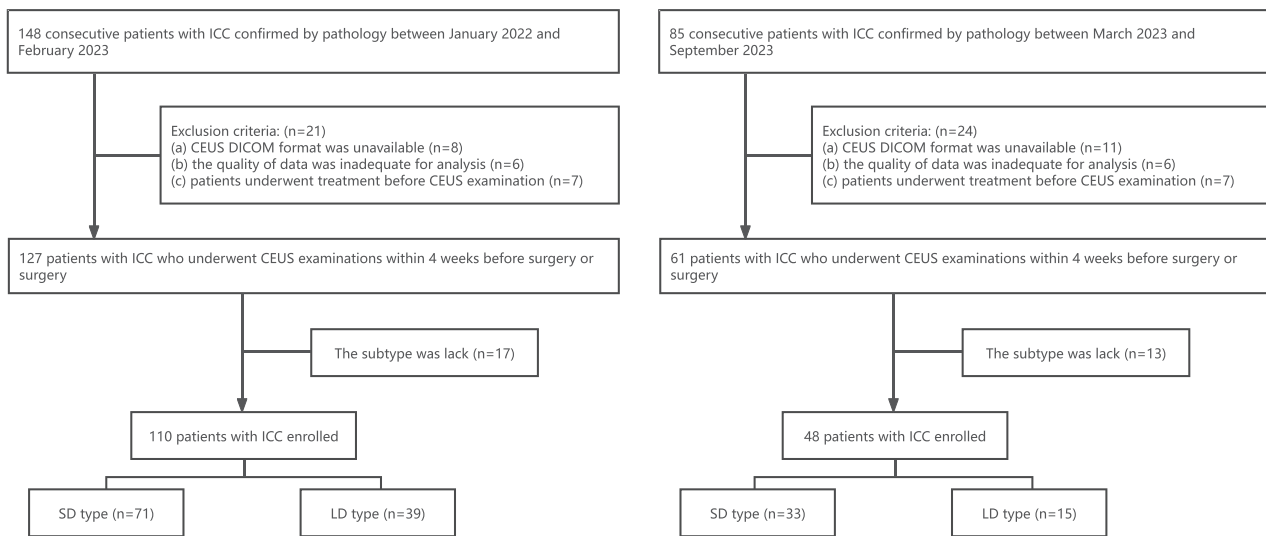 148 consecutive patients with ICC confirmed by pathology between January 2022 and
February 2023
Exclusion criteria: (n=21)
(a) CEUS DICOM format was unavailable (n=8)
(b) the quality of data was inadequate for analysis (n=6)
(c) patients underwent treatment before CEUS examination (n=7)
127 patients with ICC who underwent CEUS examinations within 4 weeks before surgery or
surgery
The subtype was lack (n=17)
110 patients with ICC enrolled
SD type (n=71)
LD type (n=39)
85 consecutive patients with ICC confirmed by pathology between March 2023 and
September 2023
Exclusion criteria: (n=24)
(a) CEUS DICOM format was unavailable (n=11)
(b) the quality of data was inadequate for analysis (n=6)
(c) patients underwent treatment before CEUS examination (n=7)
61 patients with ICC who underwent CEUS examinations within 4 weeks before surgery or
surgery
The subtype was lack (n=13)
48 patients with ICC enrolled
SD type (n=33)
LD type (n=15)